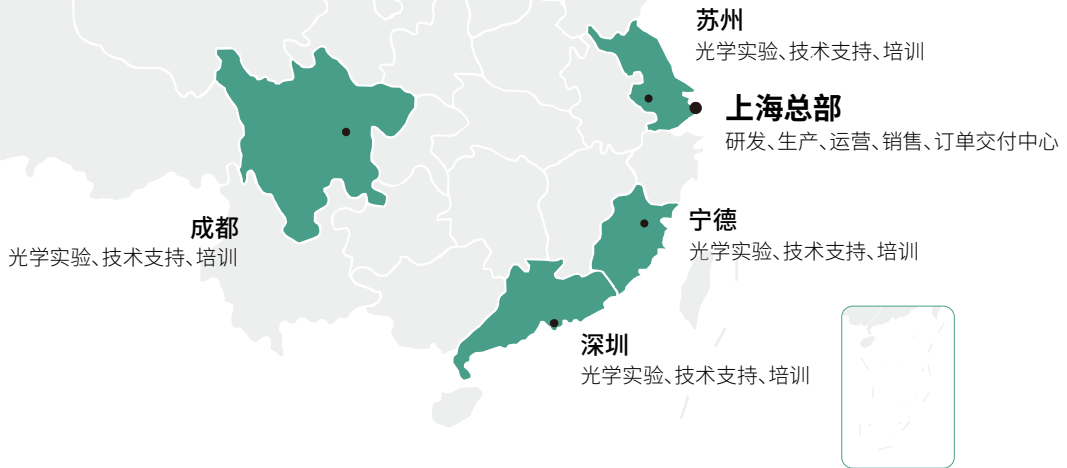 苏州
光学实验、技术支持、培训
上海总部
研发、生产、运营、销售、订单交付中心
成都
光学实验、技术支持、培训
宁德
光学实验、技术支持、培训
深圳
光学实验、技术支持、培训